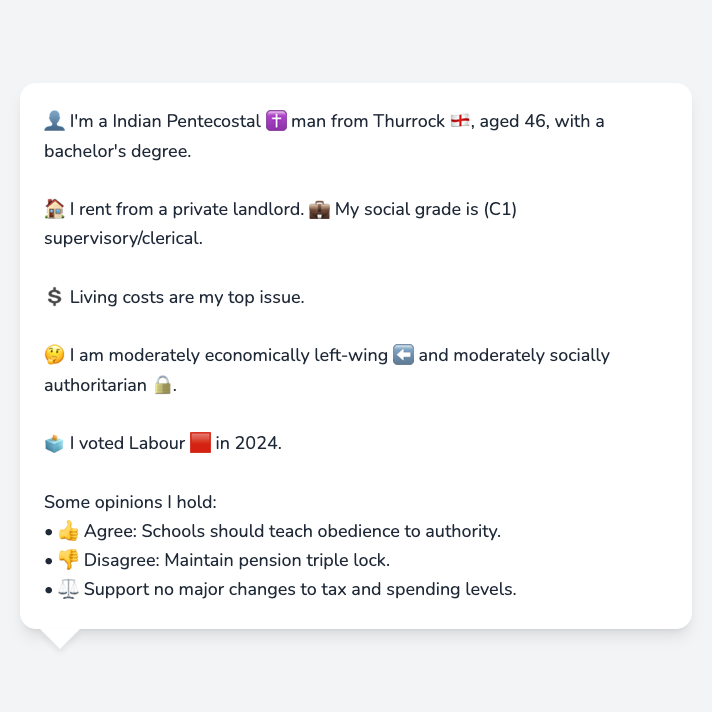 👤 I'm a Indian Pentecostal ✝️ man from Thurrock 🏴󠁧󠁢󠁥󠁮󠁧󠁿, aged 46, with a
bachelor's degree.
🏠 I rent from a private landlord. 💼 My social grade is (C1)
supervisory/clerical.
💲 Living costs are my top issue.
🤔 I am moderately economically left-wing ⬅️ and moderately socially
authoritarian 🔒.
🗳️ I voted Labour 🟥 in 2024.
Some opinions I hold:
• 👍 Agree: Schools should teach obedience to authority.
• 👎 Disagree: Maintain pension triple lock.
• ⚖️ Support no major changes to tax and spending levels.